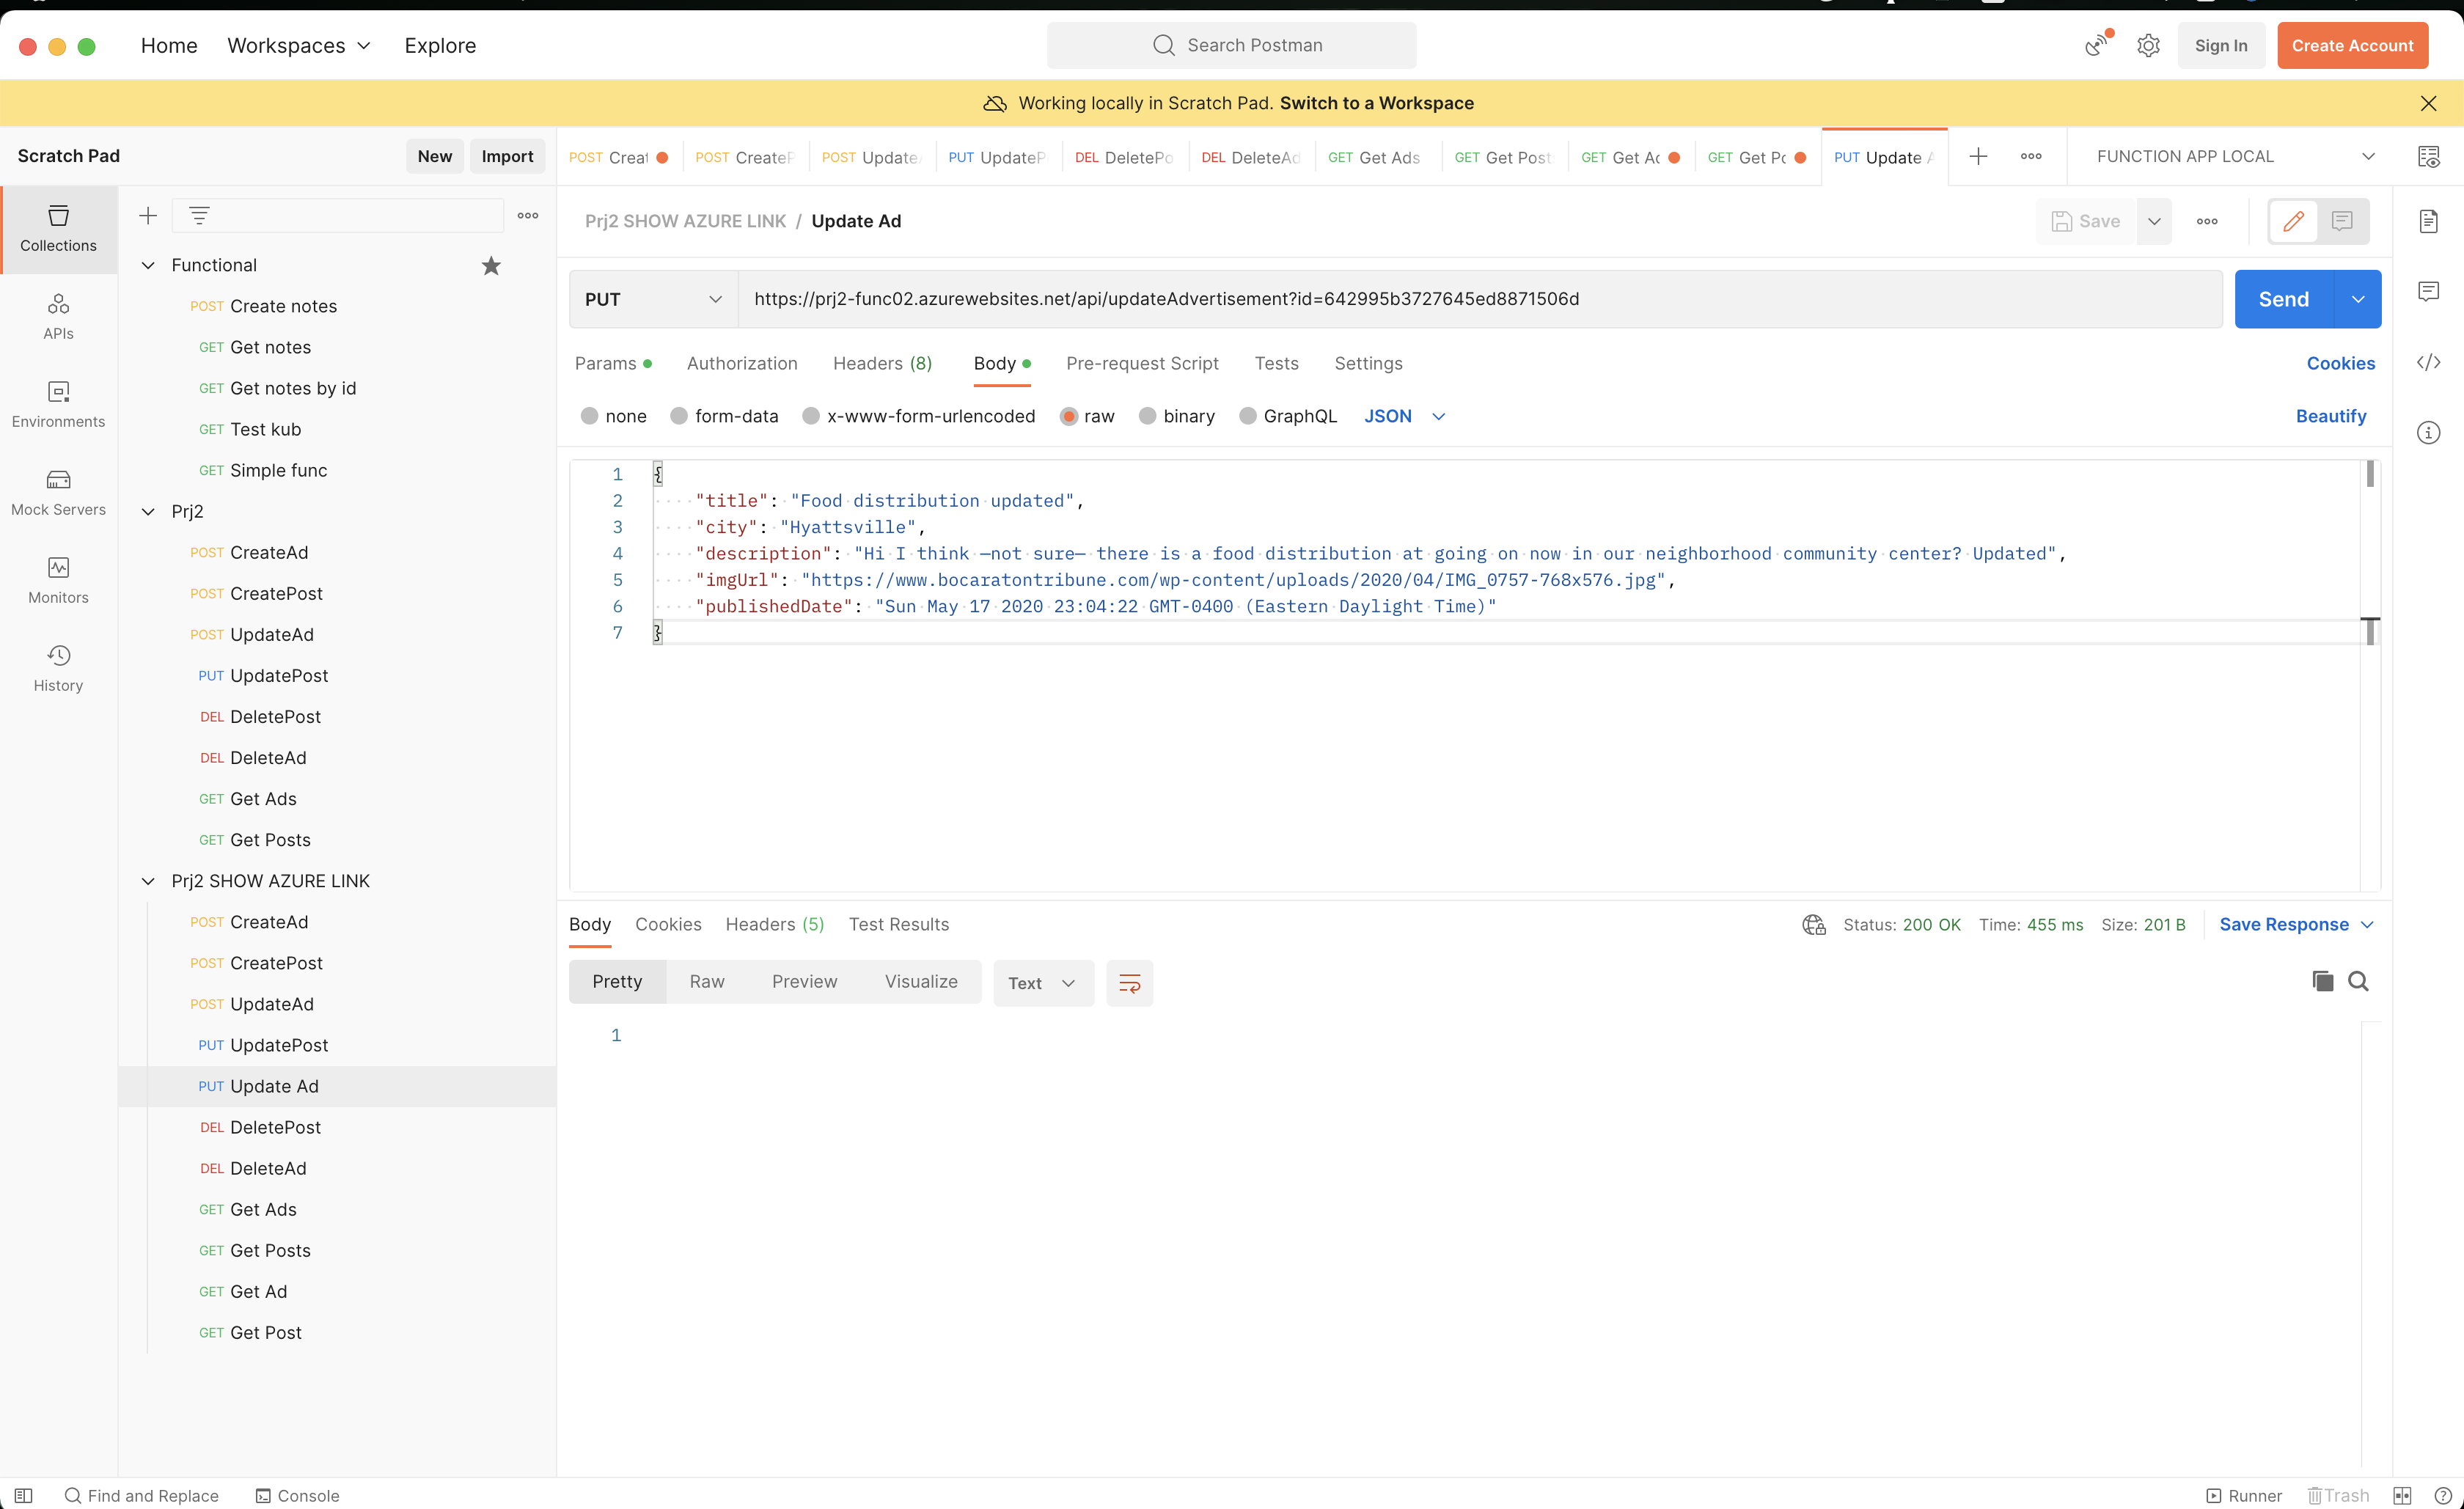 Home Workspaces Explore Search Postman Sign In Create Account
Working locally in Scratch Pad. Switch to a Workspace
Scratch Pad New Import
POST Creat POST CreateP POST Update PUT UpdateP DEL DeletePo DEL DeleteAd GET Get Ads GET Get Post GET Get Ac GET Get Pc PUT Update A FUNCTION APP LOCAL
Collections
APIs
Environments
Mock Servers
Monitors
History
Functional
POST Create notes
GET Get notes
GET Get notes by id
GET Test kub
GET Simple func
Prj2
POST CreateAd
POST CreatePost
POST UpdateAd
PUT UpdatePost
DEL DeletePost
DEL DeleteAd
GET Get Ads
GET Get Posts
Prj2 SHOW AZURE LINK
POST CreateAd
POST CreatePost
POST UpdateAd
PUT UpdatePost
PUT Update Ad
DEL DeletePost
DEL DeleteAd
GET Get Ads
GET Get Posts
GET Get Ad
GET Get Post
Prj2 SHOW AZURE LINK / Update Ad Save
PUT https://prj2-func02.azurewebsites.net/api/updateAdvertisement?id=642995b3727645ed8871506d Send
Params Authorization Headers (8) Body Pre-request Script Tests Settings Cookies
none form-data x-www-form-urlencoded raw binary GraphQL JSON Beautify
1 {
2 "title": "Food distribution updated",
3 "city": "Hyattsville",
4 "description": "Hi I think —not sure— there is a food distribution at going on now in our neighborhood community center? Updated",
5 "imgUrl": "https://www.bocaratontribune.com/wp-content/uploads/2020/04/IMG_0757-768x576.jpg",
6 "publishedDate": "Sun May 17 2020 23:04:22 GMT-0400 (Eastern Daylight Time)"
7 }
Body Cookies Headers (5) Test Results Status: 200 OK Time: 455 ms Size: 201 B Save Response
Pretty Raw Preview Visualize Text
1
Find and Replace Console Runner Trash